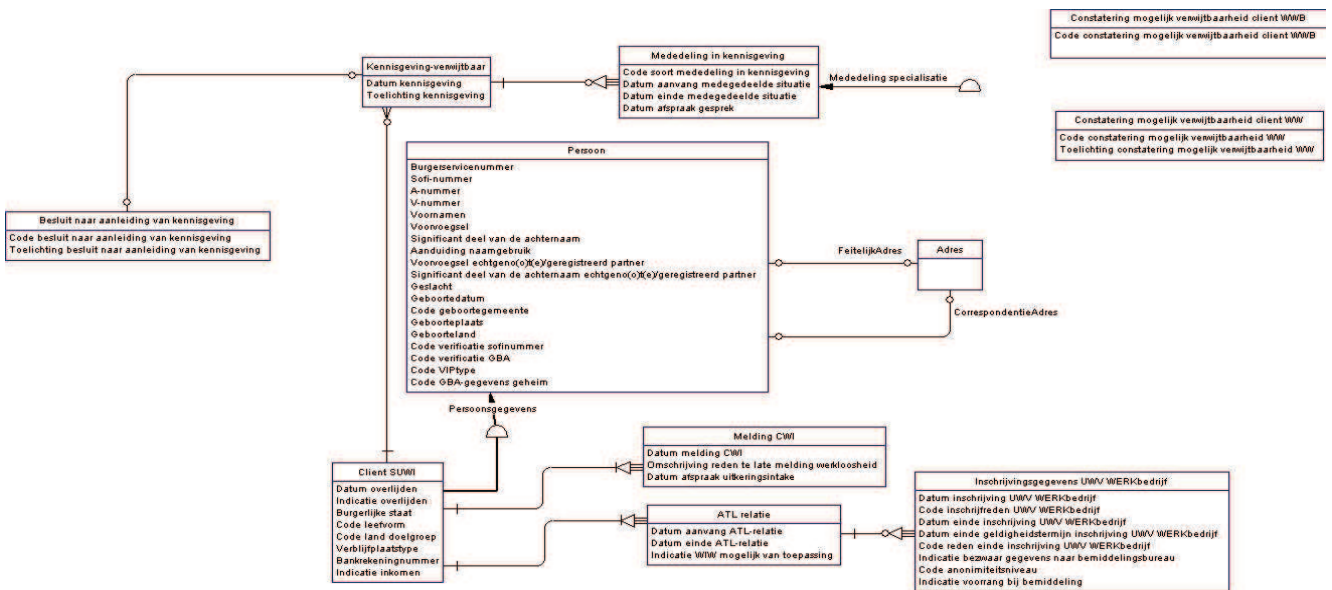 Constatering mogelijk verwijtbaarheid client WWB
Code constatering mogelijk verwijtbaarheid client WWB
Kennisgeving-verwijtbaar
Datum kennisgeving
Toelichting kennisgeving
Mededeling in kennisgeving
Code soort mededeling in kennisgeving
Datum aanvang medegedeelde situatie
Datum einde medegedeelde situatie
Datum afspraak gesprek
Mededeling specialisatie
Constatering mogelijk verwijtbaarheid client WW
Code constatering mogelijk verwijtbaarheid WW
Toelichting constatering mogelijk verwijtbaarheid WW
Persoon
Burgerservicenummer
Sofi-nummer
A-nummer
V-nummer
Voornamen
Voorvoegsel
Significant deel van de achternaam
Aanduiding naamgebruik
Voorvoegsel echtgeno(o)t(e)/geregistreerd partner
Significant deel van de achternaam echtgeno(o)t(e)/geregistreerd partner
Geslacht
Geboortedatum
Code geboortegemeente
Geboorteplaats
Geboorteland
Code verificatie sofinummer
Code verificatie GBA
Code VIPtype
Code GBA-gegevens geheim
Besluit naar aanleiding van kennisgeving
Code besluit naar aanleiding van kennisgeving
Toelichting besluit naar aanleiding van kennisgeving
FeitelijkAdres
Adres
CorrespondentieAdres
Persoonsgegevens
Client SUWI
Datum overlijden
Indicatie overlijden
Burgerlijke staat
Code leefvorm
Code land doelgroep
Verblijfplaatstype
Bankrekeningnummer
Indicatie inkomen
Melding CWI
Datum melding CWI
Omschrijving reden te late melding werkloosheid
Datum afspraak uitkeringsintake
ATL relatie
Datum aanvang ATL-relatie
Datum einde ATL-relatie
Indicatie WIW mogelijk van toepassing
Inschrijvingsgegevens UWV WERKbedrijf
Datum inschrijving UWV WERKbedrijf
Code inschrijfreden UWV WERKbedrijf
Datum einde inschrijving UWV WERKbedrijf
Datum einde geldigheidstermijn inschrijving UWV WERKbedrijf
Code reden einde inschrijving UWV WERKbedrijf
Indicatie bezwaar gegevens naar bemiddelingsbureau
Code anonimiteitsniveau
Indicatie voorrang bij bemiddeling